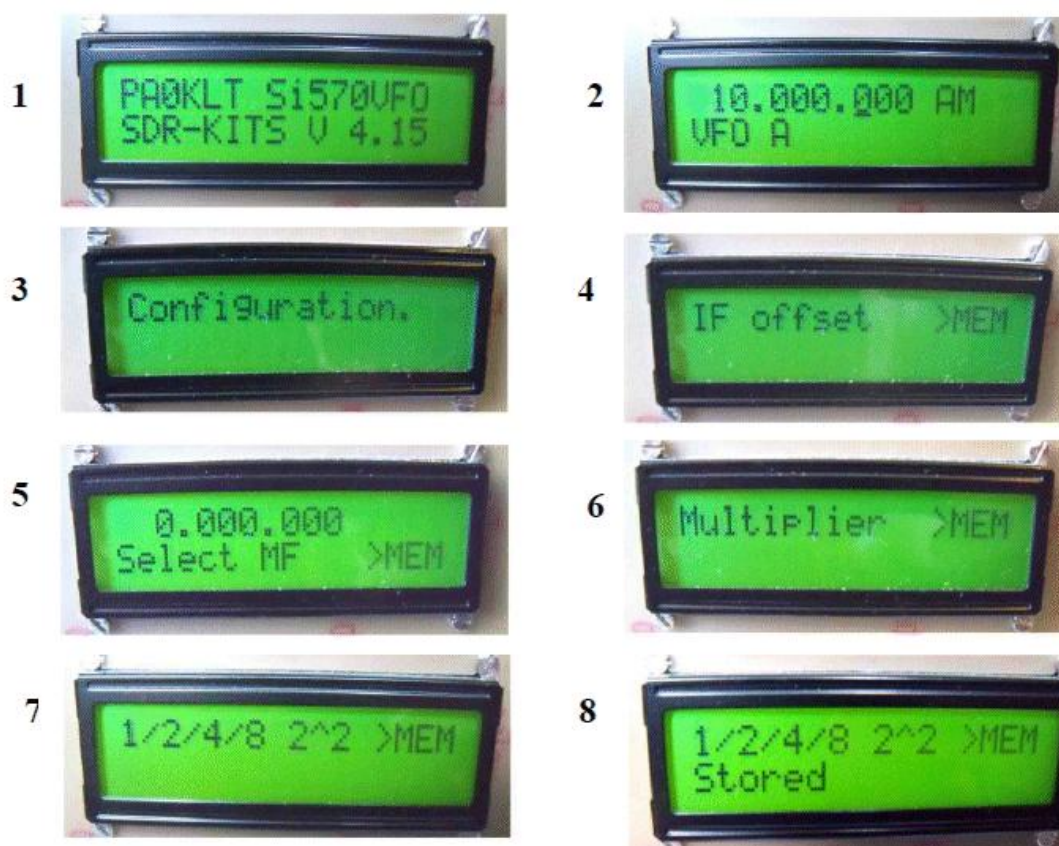 1
PA0KLT Si570VFO
SDR-KITS V 4.15
2
10.000.000 AM
VFO A
3
Configuration.
4
IF offset >MEM
5
0.000.000
Select MF >MEM
6
Multiplier >MEM
7
1/2/4/8 2^2 >MEM
8
1/2/4/8 2^2 >MEM
Stored